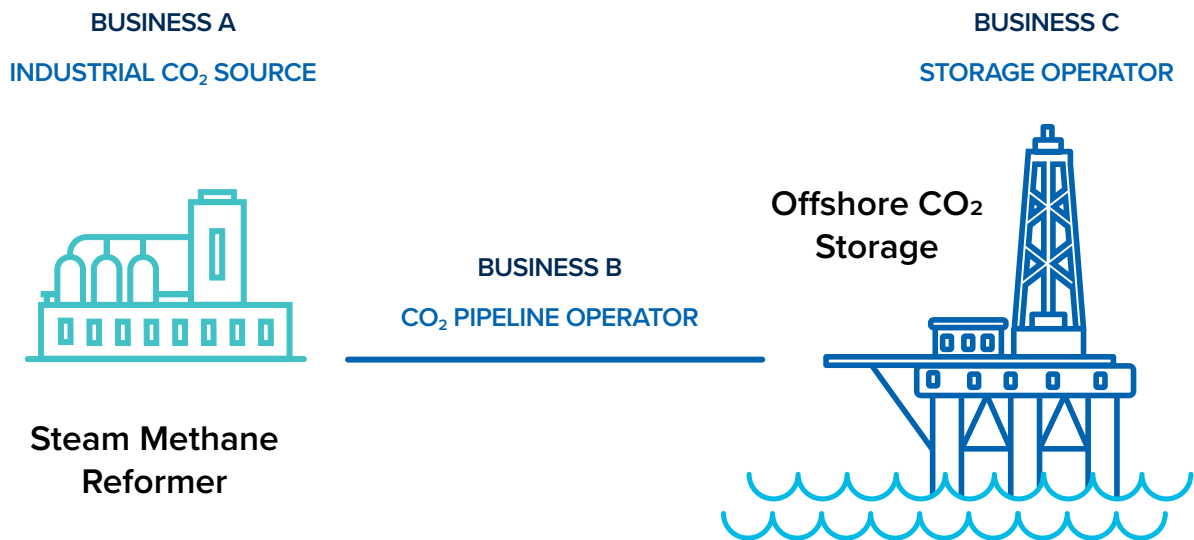 BUSINESS A
INDUSTRIAL CO₂ SOURCE
BUSINESS C
STORAGE OPERATOR
Offshore CO₂
Storage
BUSINESS B
CO₂ PIPELINE OPERATOR
Steam Methane
Reformer